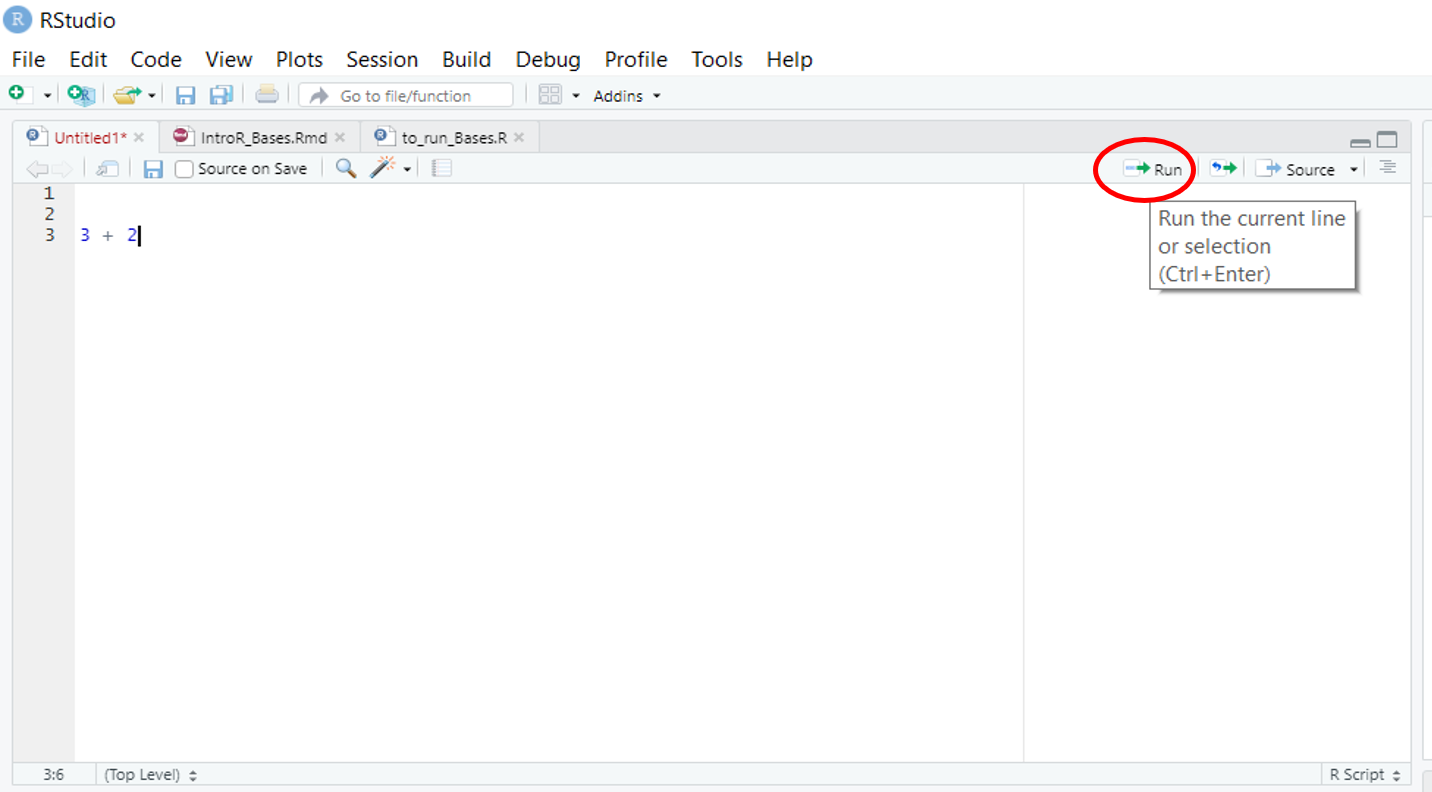 RStudio
File Edit Code View Plots Session Build Debug Profile Tools Help
Go to file/function Addins
Untitled1* IntroR_Bases.Rmd to_run_Bases.R
Source on Save Run Source
1
2
3 3 + 2
Run the current line
or selection
(Ctrl+Enter)
3:6 (Top Level) R Script